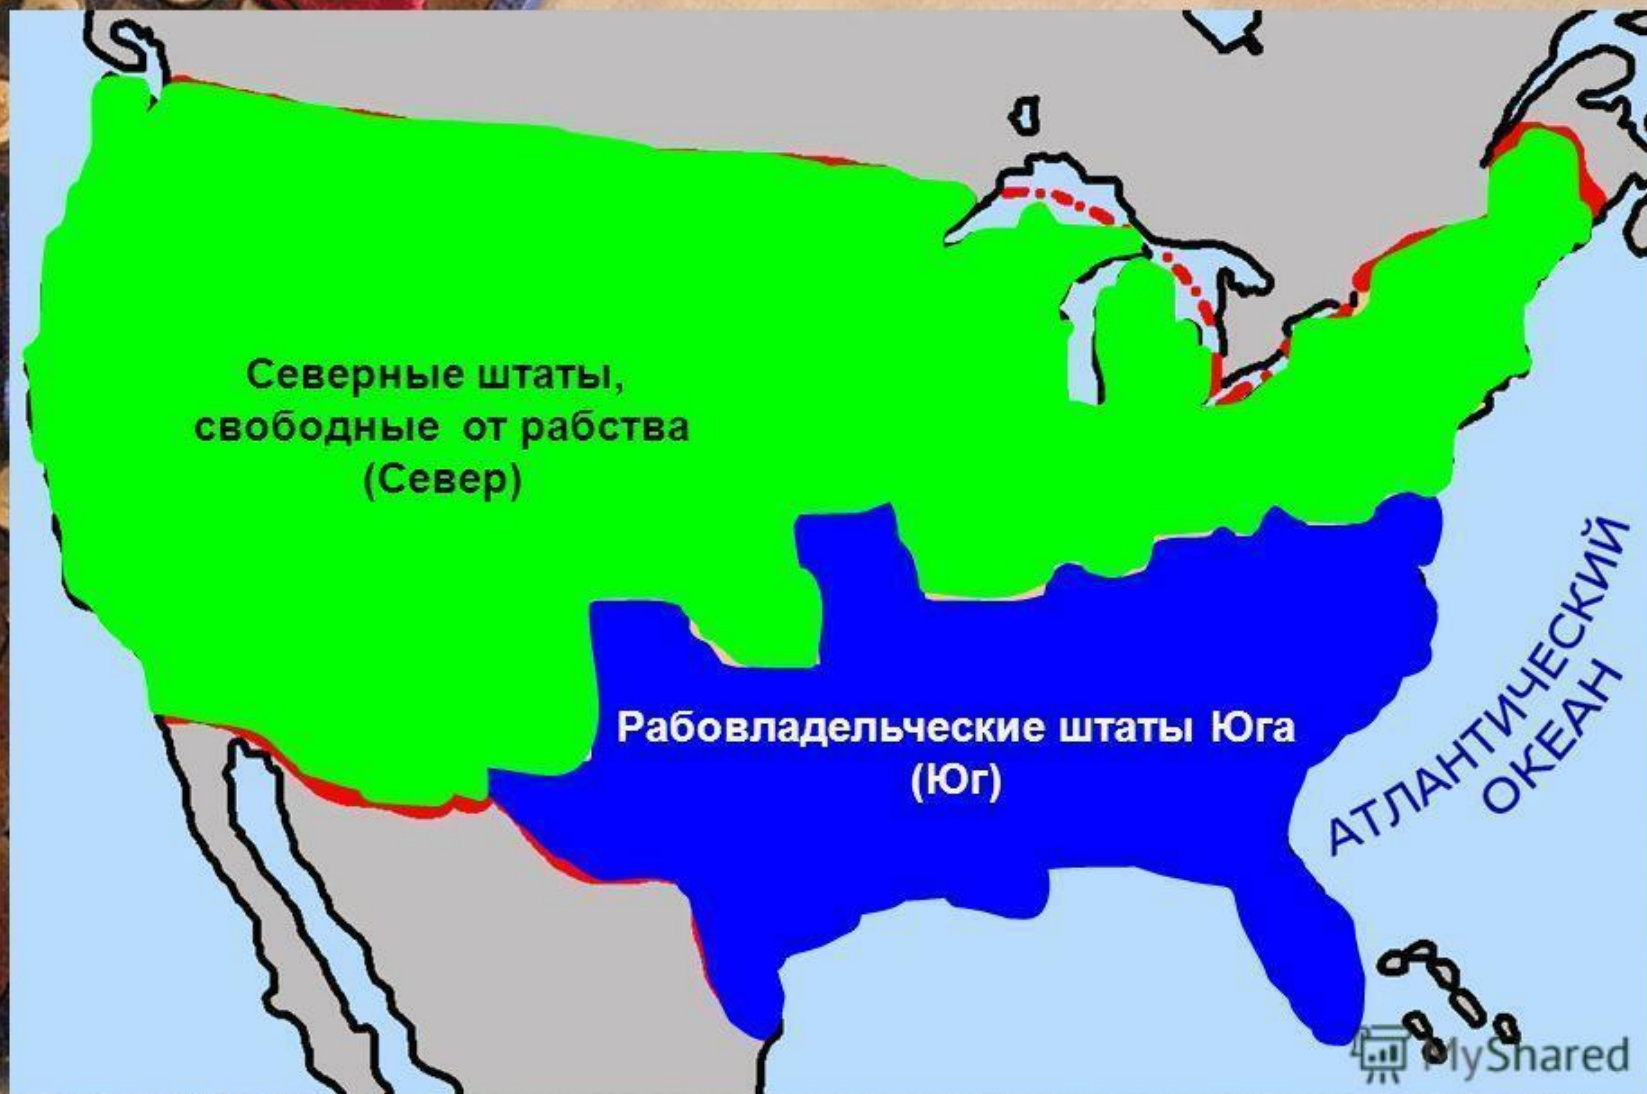 Северные штаты,
свободные от рабства
(Север)
Рабовладельческие штаты Юга
(Юг)
АТЛАНТИЧЕСКИЙ
ОКЕАН
MyShared